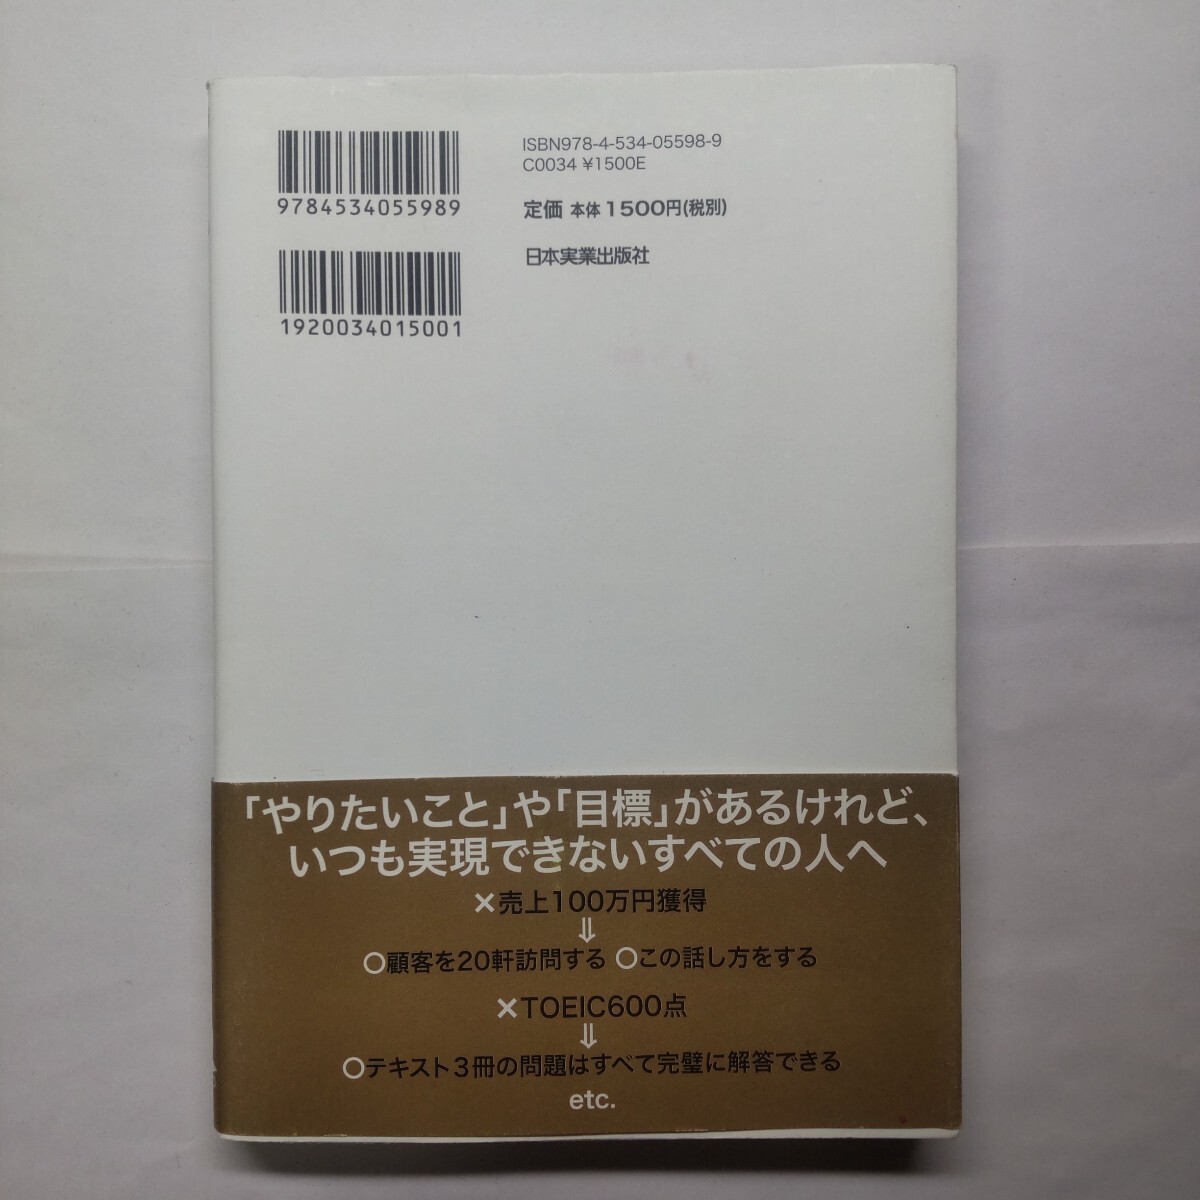 ISBN978-4-534-05598-9
C0034 ¥1500E
9784534055989
定価 本体1500円(税別)
日本実業出版社
1920034015001
「やりたいこと」や「目標」があるけれど、
いつも実現できないすべての人へ
×売上100万円獲得
⇓
○顧客を20軒訪問する ○この話し方をする
×TOEIC600点
⇓
○テキスト3冊の問題はすべて完璧に解答できる
etc.